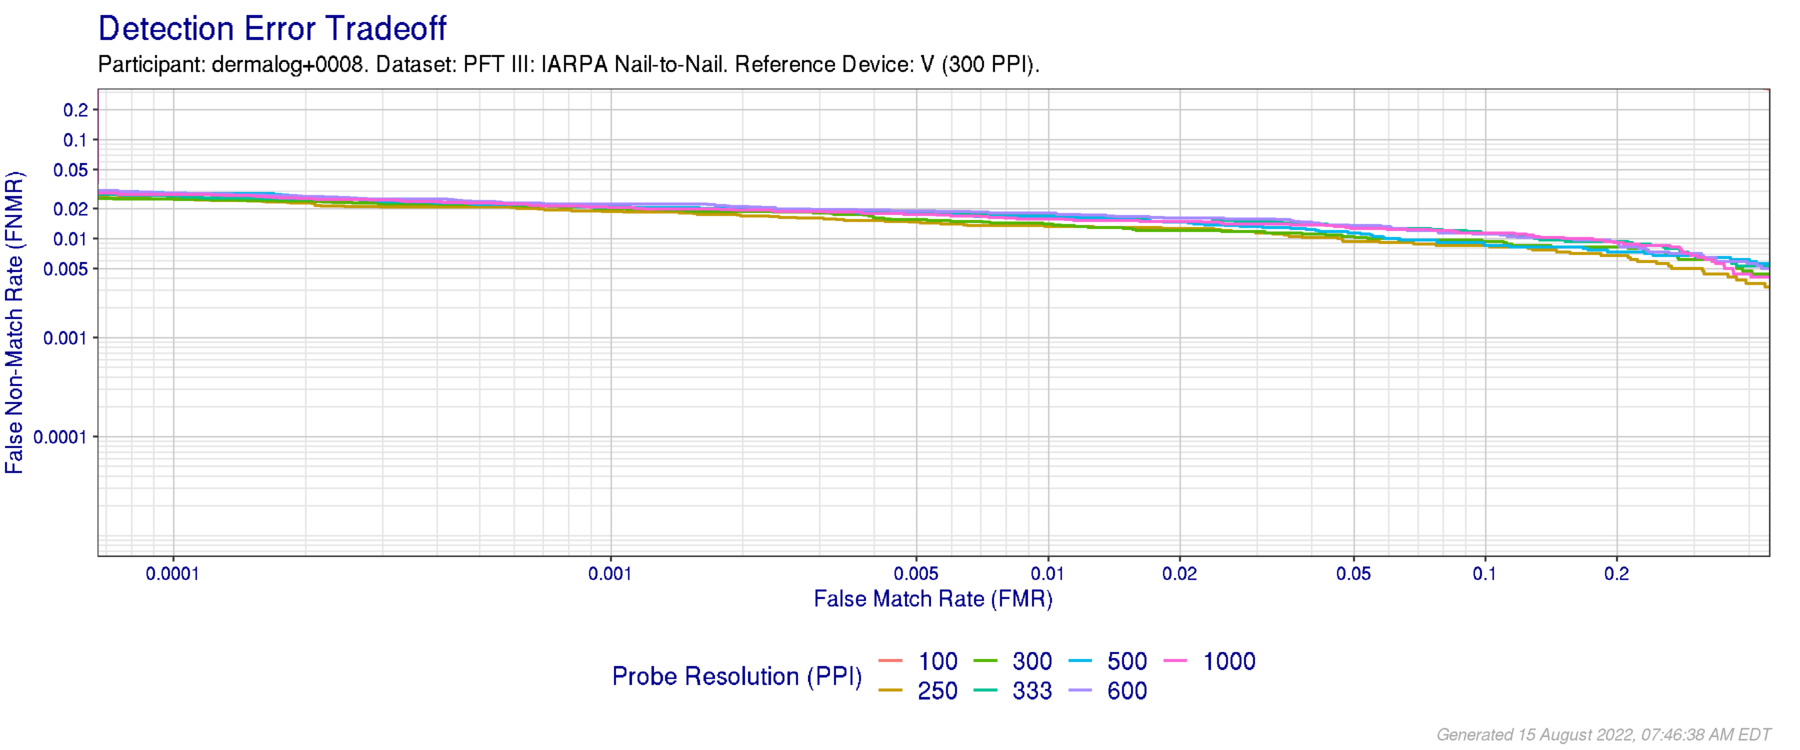 Detection Error Tradeoff
Participant: dermalog+0008. Dataset: PFT III: IARPA Nail-to-Nail. Reference Device: V (300 PPI).
False Non-Match Rate (FNMR)
0.2
0.1
0.05
0.02
0.01
0.005
0.001
0.0001
0.0001 0.001 0.005 0.01 0.02 0.05 0.1 0.2
False Match Rate (FMR)
Probe Resolution (PPI)
100 300 500 1000
250 333 600
Generated 15 August 2022, 07:46:38 AM EDT